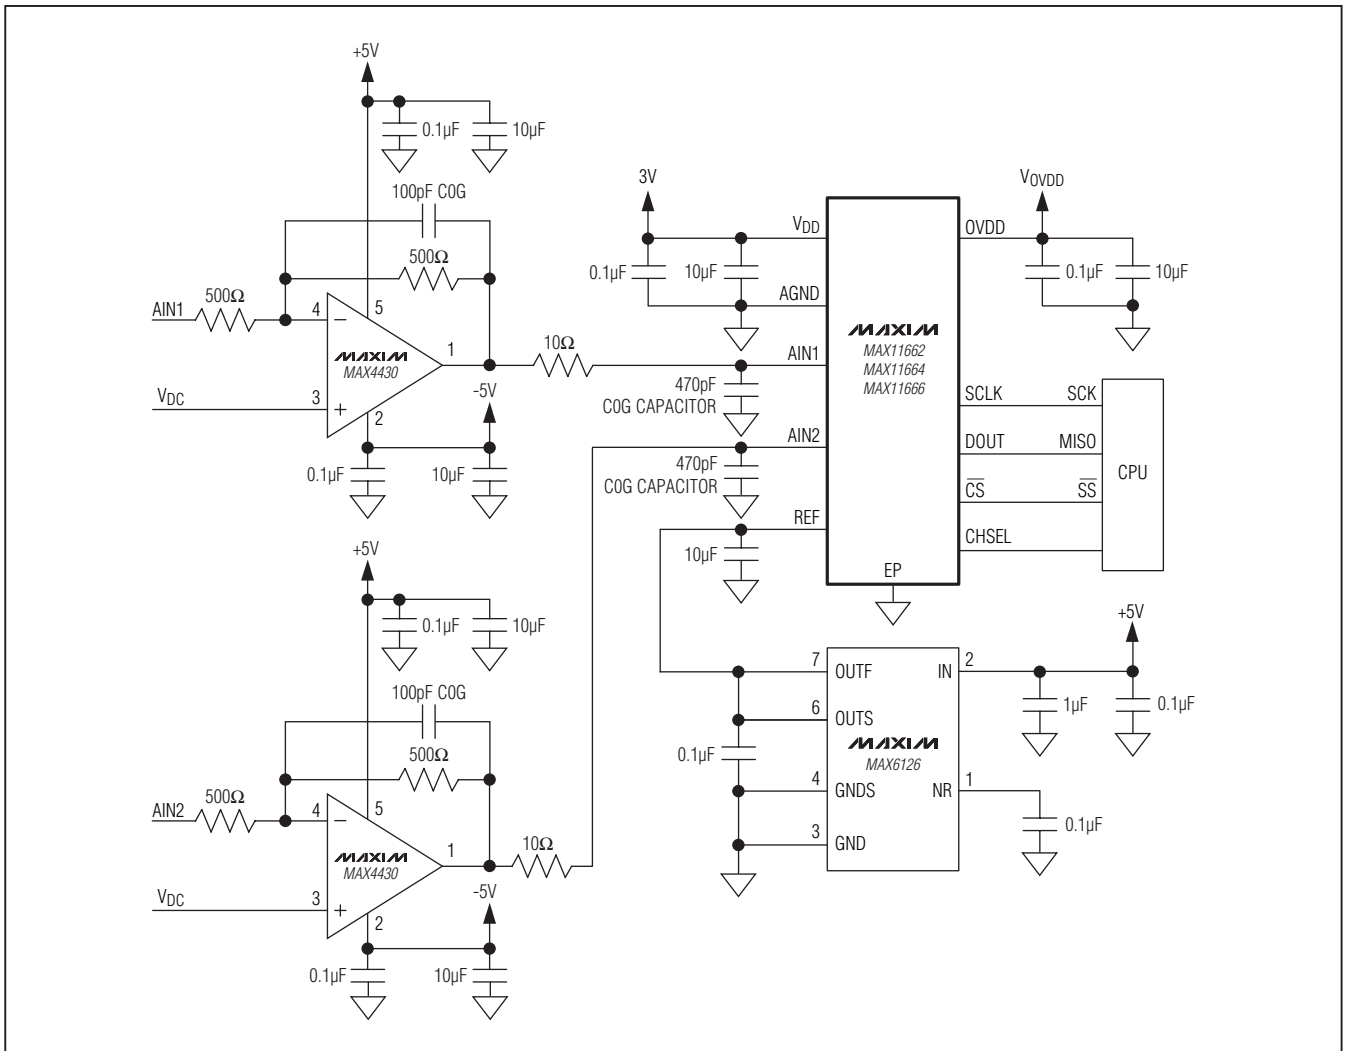 +5V
0.1µF
10µF
100pF C0G
500Ω
AIN1
500Ω
4
5
−
MAXIM
MAX4430
1
10Ω
VDC
3
+
2
-5V
0.1µF
10µF
3V
0.1µF
10µF
VDD
AGND
AIN1
470pF
C0G CAPACITOR
AIN2
470pF
C0G CAPACITOR
REF
10µF
MAXIM
MAX11662
MAX11664
MAX11666
EP
VOVDD
OVDD
0.1µF
10µF
SCLK
SCK
DOUT
MISO
CS
SS
CHSEL
CPU
+5V
0.1µF
10µF
100pF C0G
500Ω
AIN2
500Ω
4
5
−
MAXIM
MAX4430
1
10Ω
VDC
3
+
2
-5V
0.1µF
10µF
+5V
7
OUTF
IN
2
1µF
0.1µF
6
OUTS
MAXIM
MAX6126
0.1µF
4
GNDS
NR
1
0.1µF
3
GND